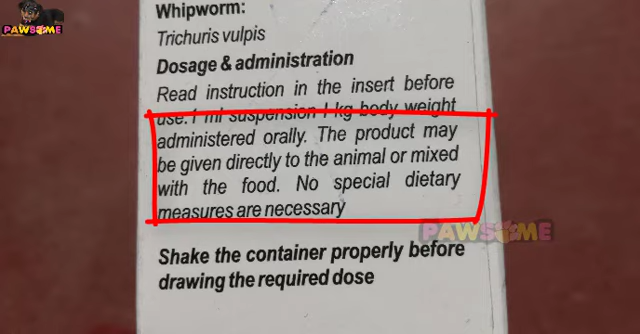 PAWSOME
Whipworm:
Trichuris vulpis
Dosage & administration
Read instruction in the insert before
use. 1 ml suspension / kg body weight
administered orally. The product may
be given directly to the animal or mixed
with the food. No special dietary
measures are necessary
PAWSOME
Shake the container properly before
drawing the required dose